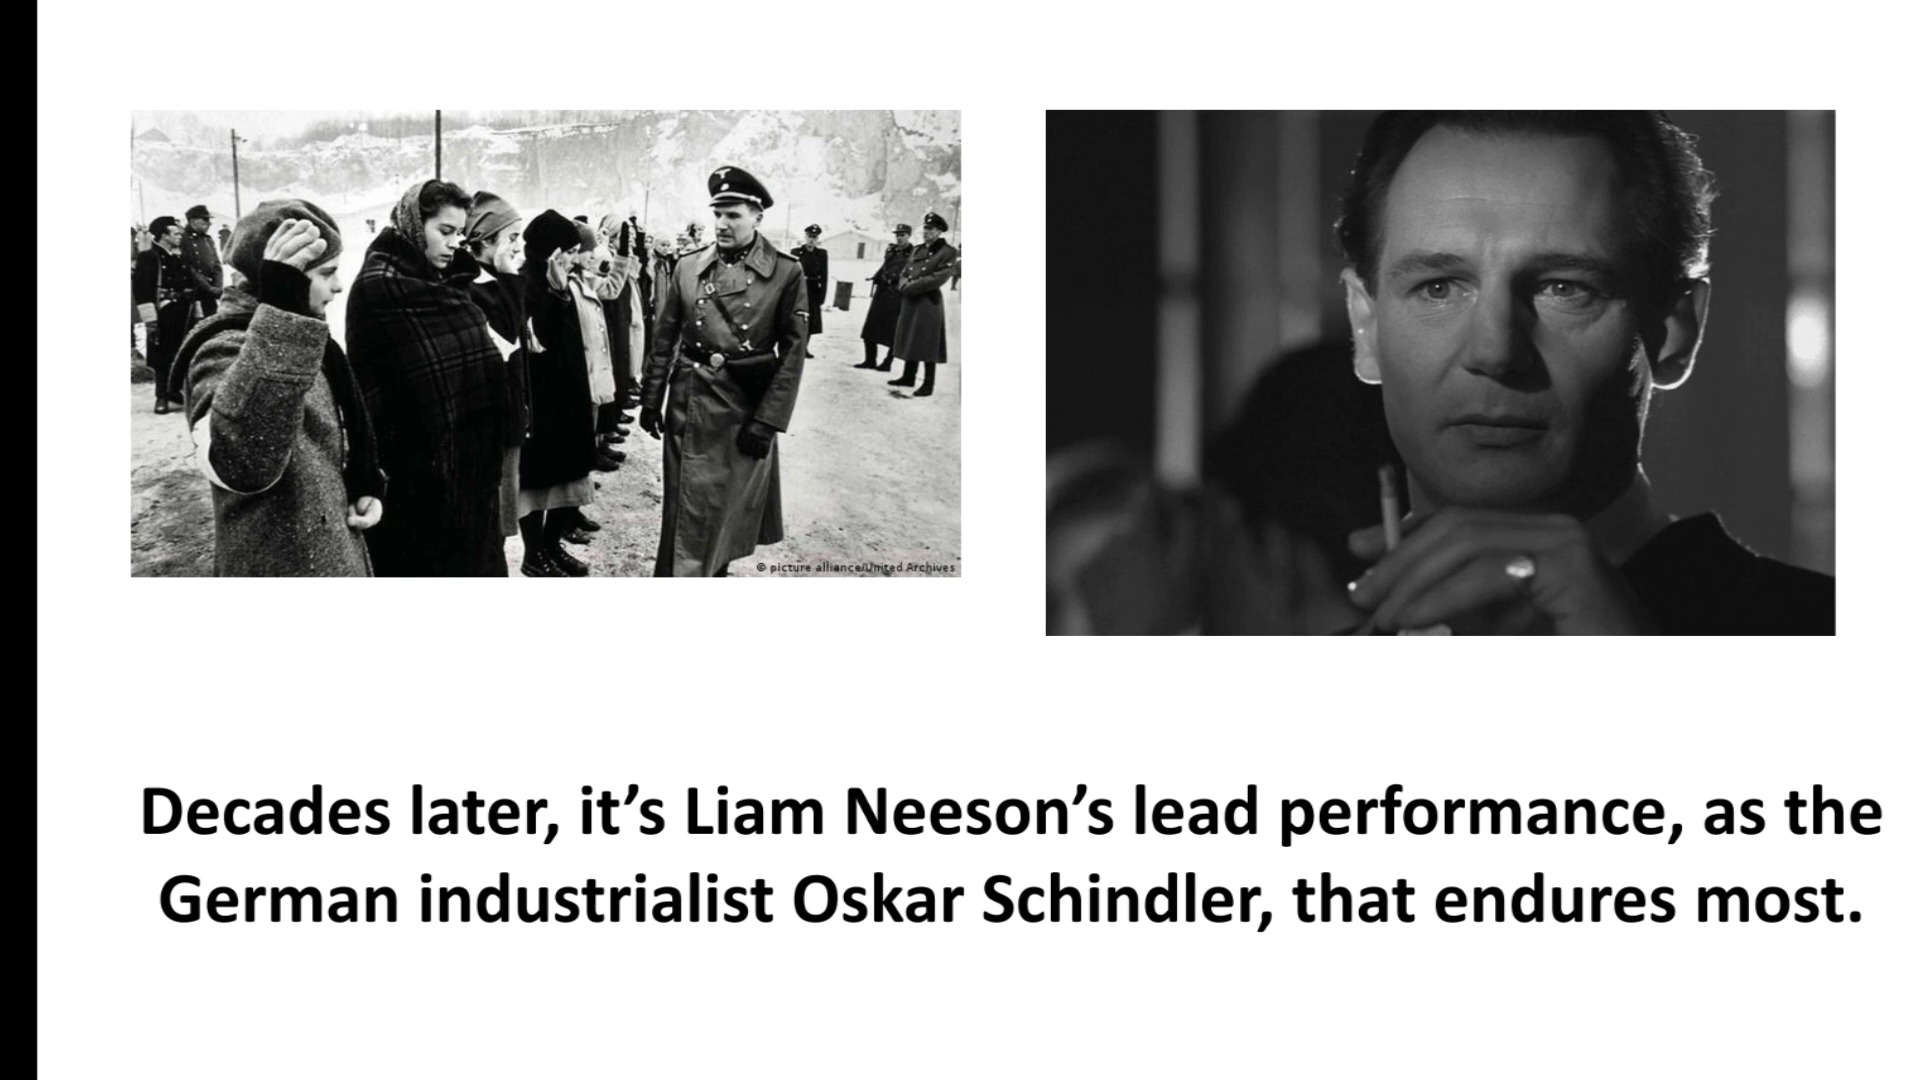 © picture alliance/United Archives
Decades later, it’s Liam Neeson’s lead performance, as the
German industrialist Oskar Schindler, that endures most.